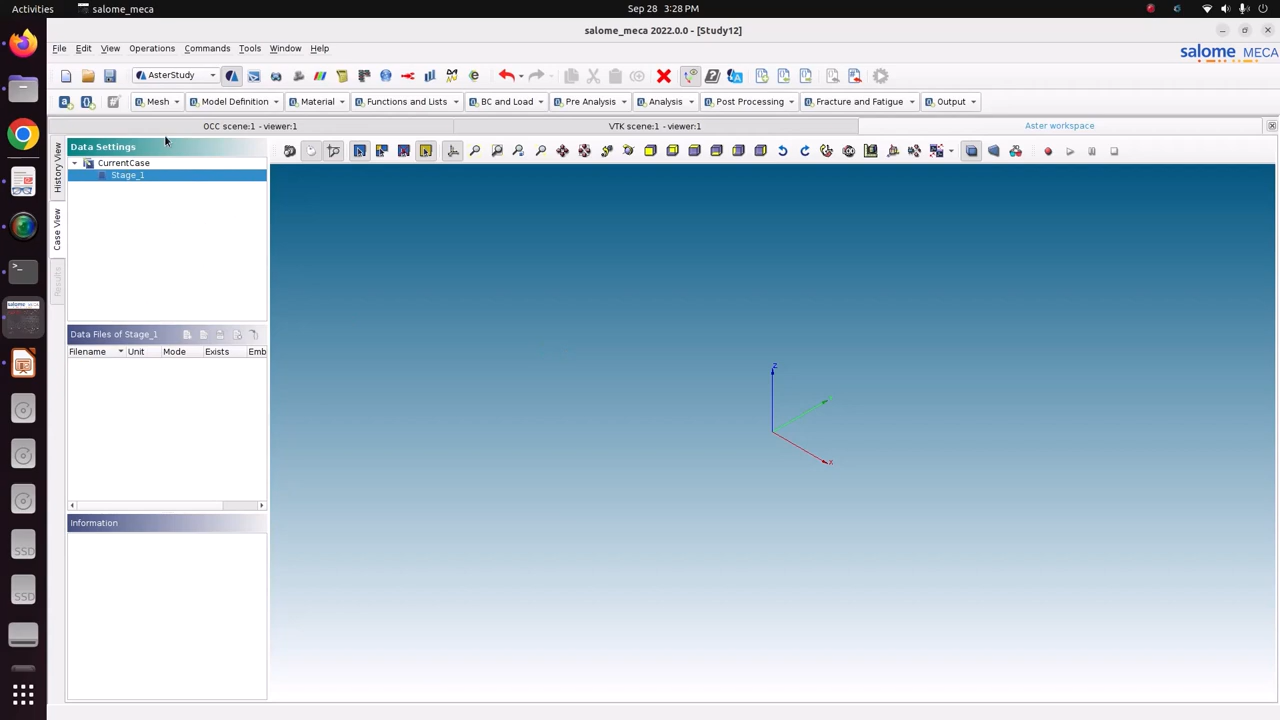 Activities
salome_meca
Sep 28 3:28 PM
salome_meca 2022.0.0 - [Study12]
File Edit View Operations Commands Tools Window Help
salome MECA
AsterStudy
Mesh Model Definition Material Functions and Lists BC and Load Pre Analysis Analysis Post Processing Fracture and Fatigue Output
OCC scene:1 - viewer:1
VTK scene:1 - viewer:1
Aster workspace
History View
Case View
Results
Data Settings
CurrentCase
Stage_1
Data Files of Stage_1
Filename Unit Mode Exists Emb
Information
Z
X
SSD
SSD